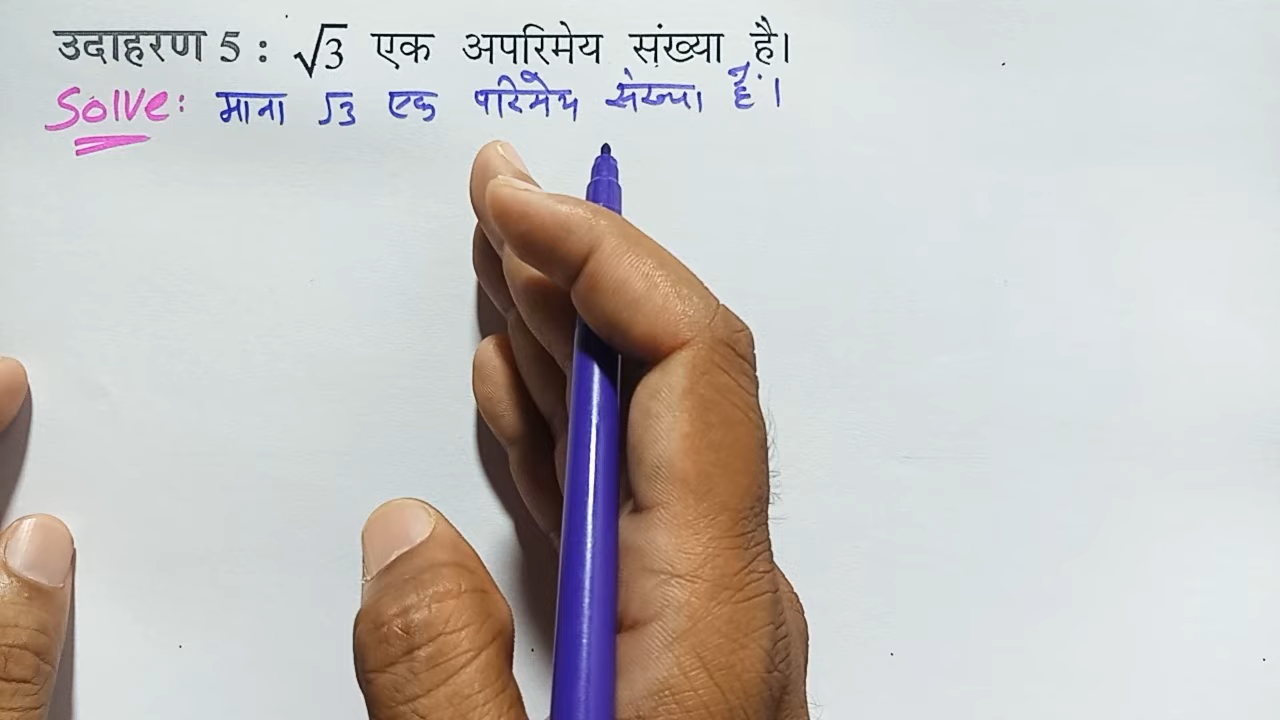 उदाहरण 5 : √3 एक अपरिमेय संख्या है।
Solve: माना √3 एक परिमेय संख्या है।